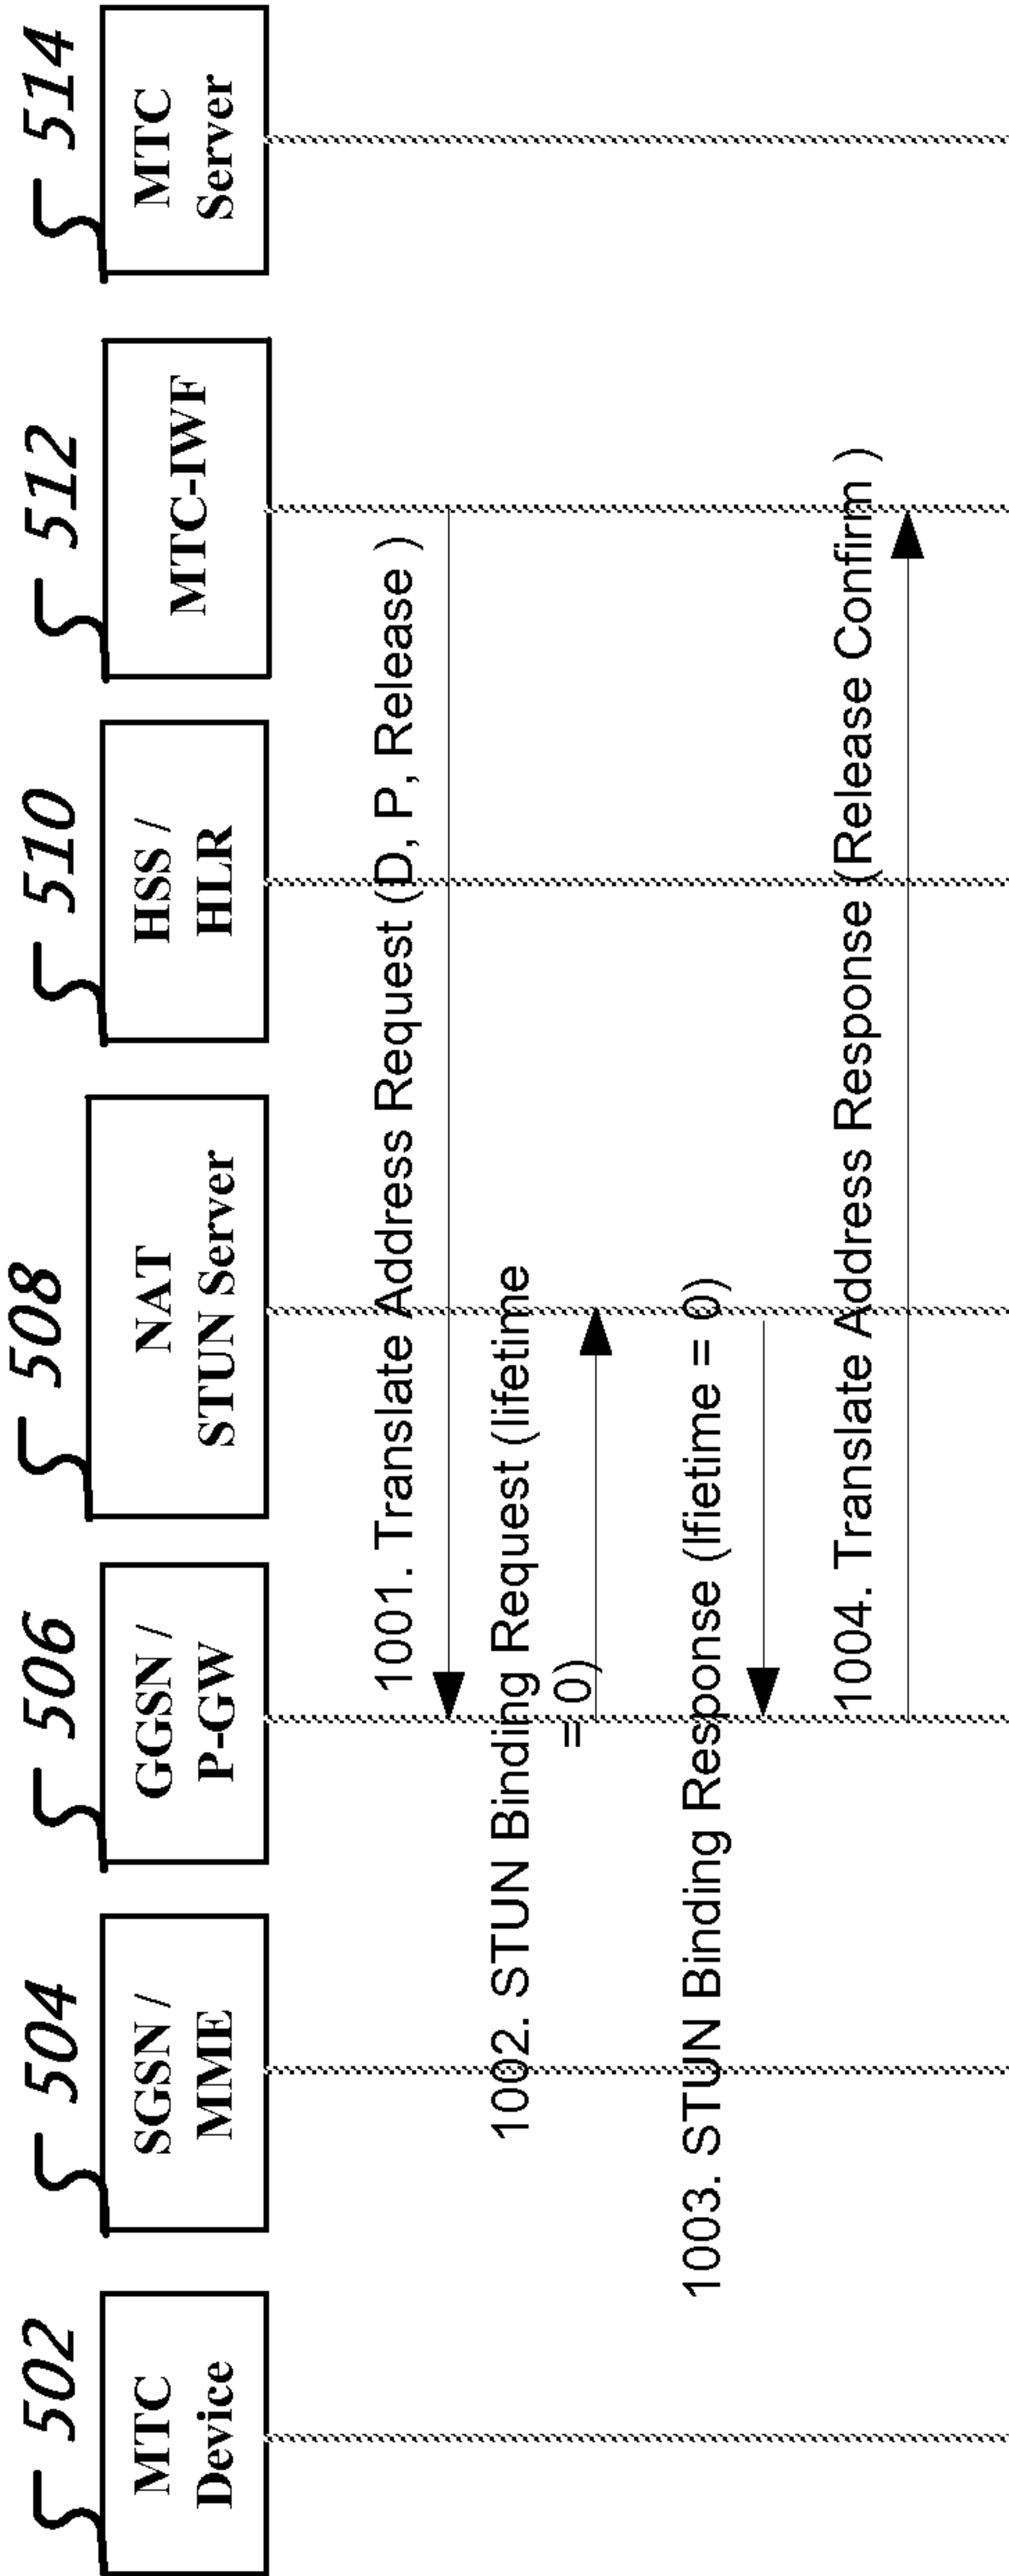 502
504
506
508
510
512
514
MTC
Device
SGSN /
MME
GGSN /
P-GW
NAT
STUN Server
HSS /
HLR
MTC-IWF
MTC
Server
1001. Translate Address Request (D, P, Release )
1002. STUN Binding Request (lifetime
= 0)
1003. STUN Binding Response (lfietime = 0)
1004. Translate Address Response (Release Confirm )